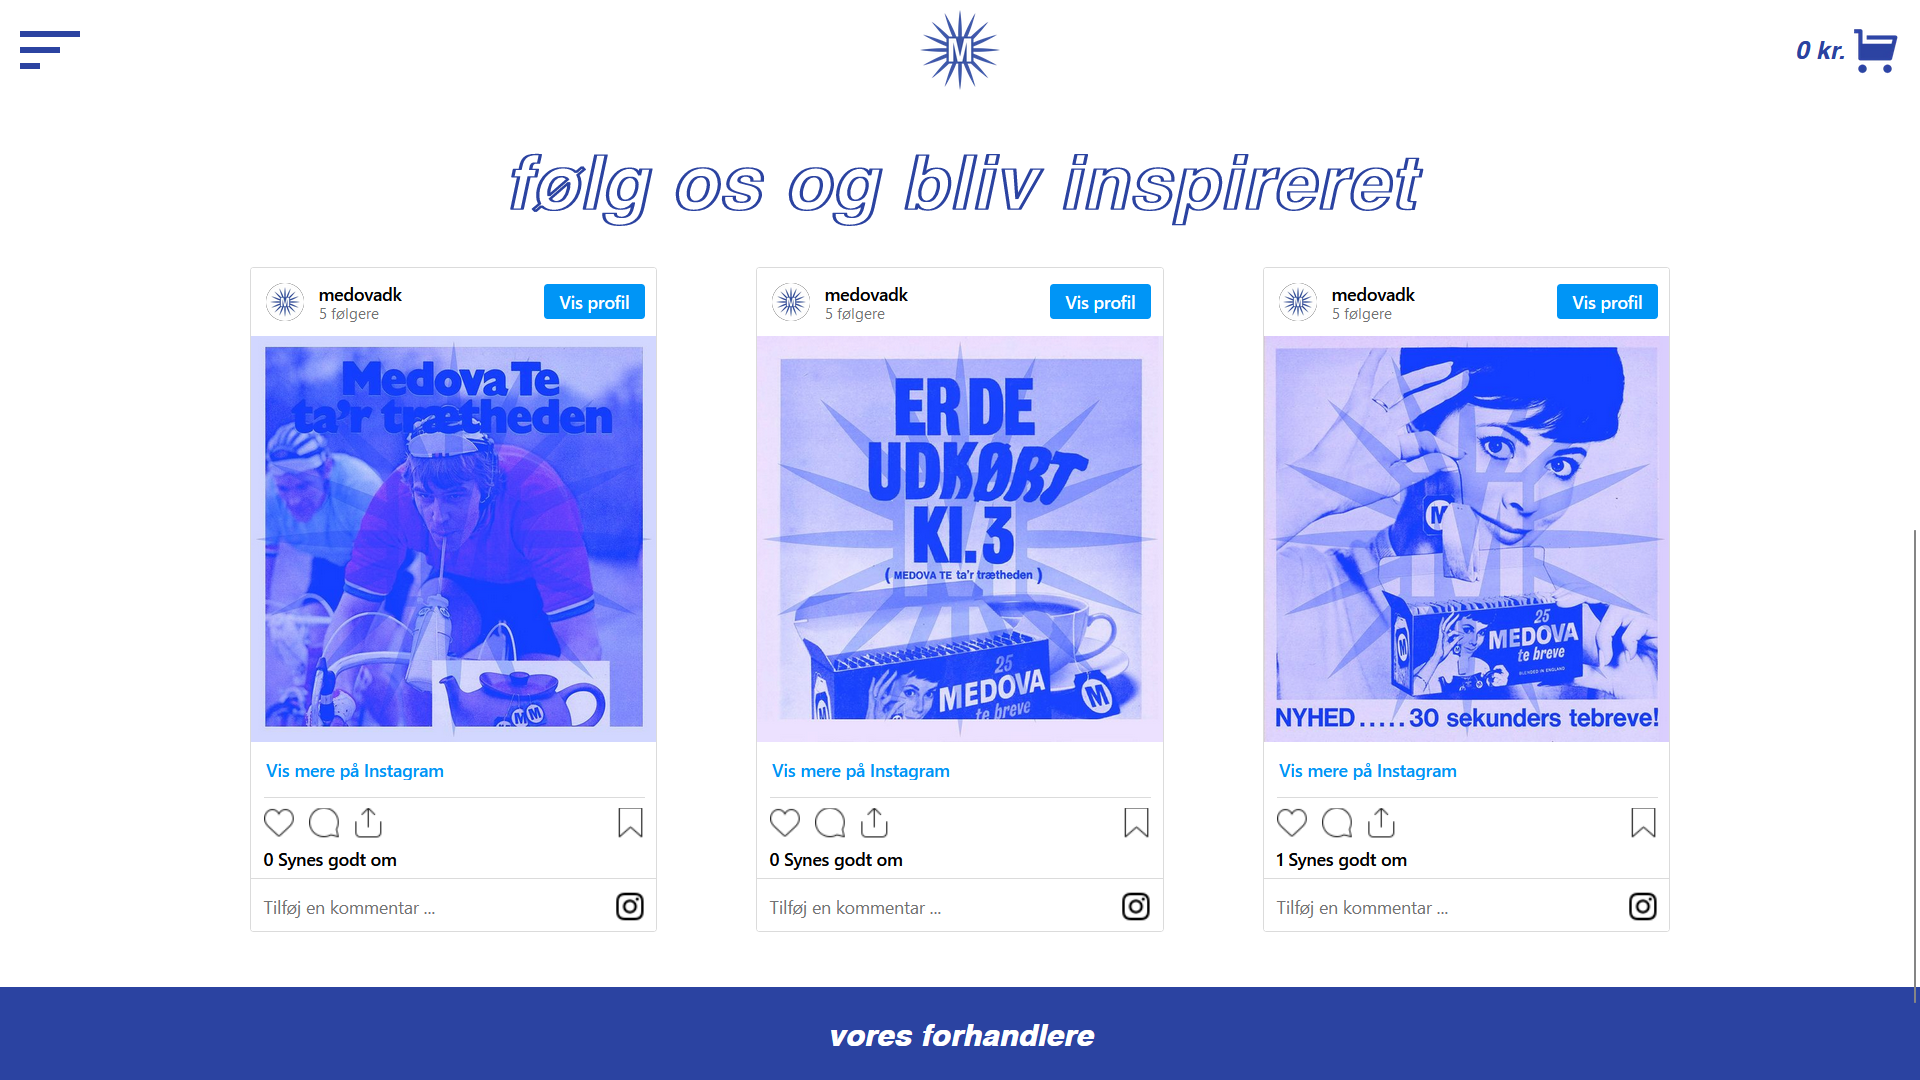 M
0 kr.
følg os og bliv inspireret
medovadk
5 følgere
Vis profil
Medova Te
ta'r trætheden
M M
Vis mere på Instagram
0 Synes godt om
Tilføj en kommentar ...
medovadk
5 følgere
Vis profil
ER DE
UDKØRT
Kl. 3
( MEDOVA TE ta'r trætheden )
25
MEDOVA
te breve
M
Vis mere på Instagram
0 Synes godt om
Tilføj en kommentar ...
medovadk
5 følgere
Vis profil
M
25
MEDOVA
te breve
BLENDED IN ENGLAND
M
NYHED.....30 sekunders tebreve!
Vis mere på Instagram
1 Synes godt om
Tilføj en kommentar ...
vores forhandlere